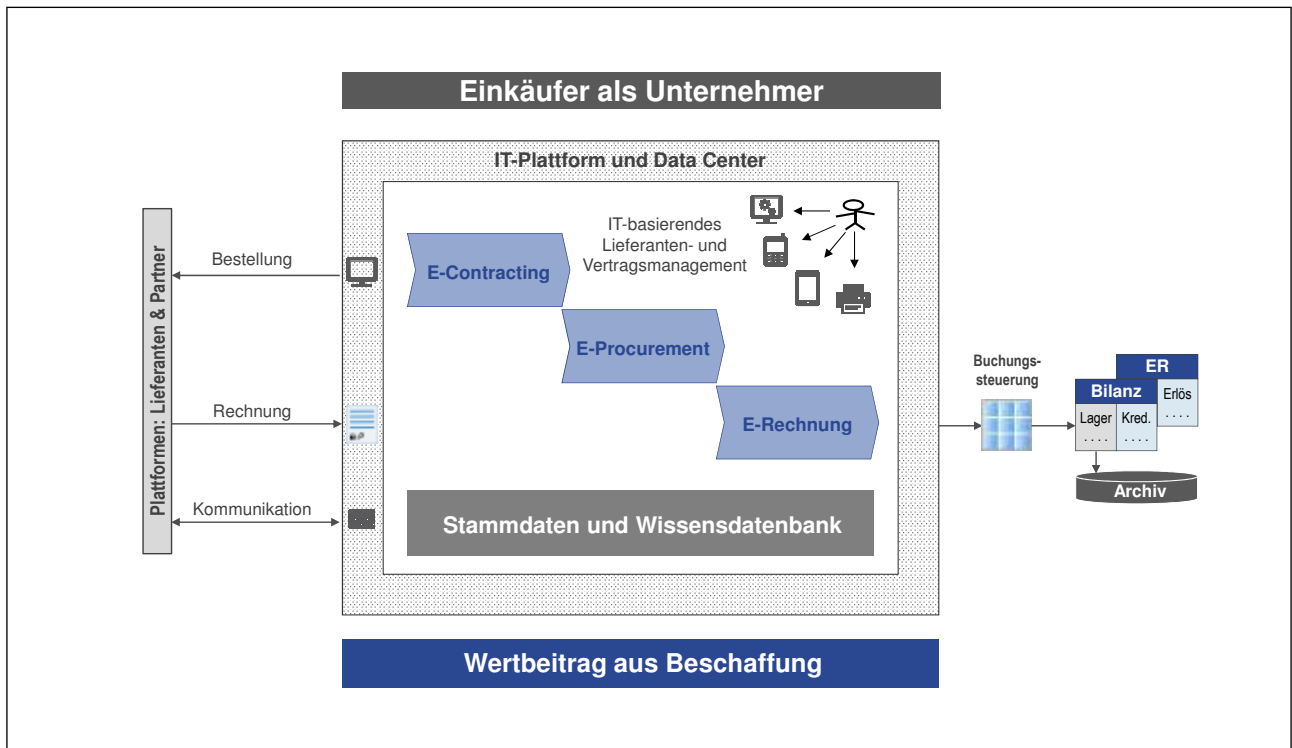 Einkäufer als Unternehmer
IT-Plattform und Data Center
Plattformen: Lieferanten & Partner
Bestellung
Rechnung
Kommunikation
IT-basierendes
Lieferanten- und
Vertragsmanagement
E-Contracting
E-Procurement
E-Rechnung
Stammdaten und Wissensdatenbank
Buchungs-
steuerung
ER
Bilanz
Erlös
. . . .
Lager
. . . .
Kred.
. . . .
Archiv
Wertbeitrag aus Beschaffung